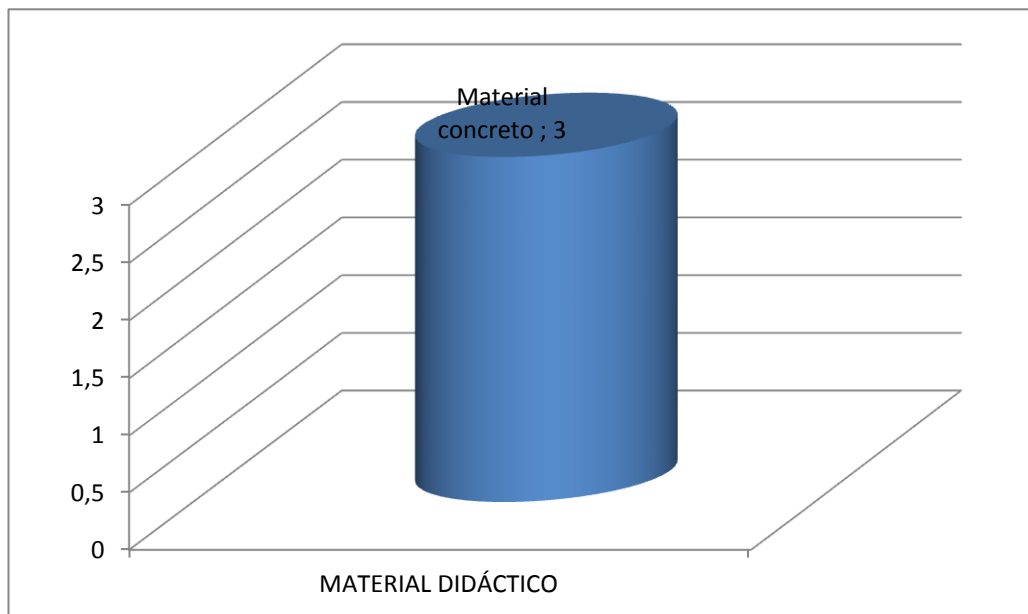 Material
concreto ; 3
3
2,5
2
1,5
1
0,5
0
MATERIAL DIDÁCTICO